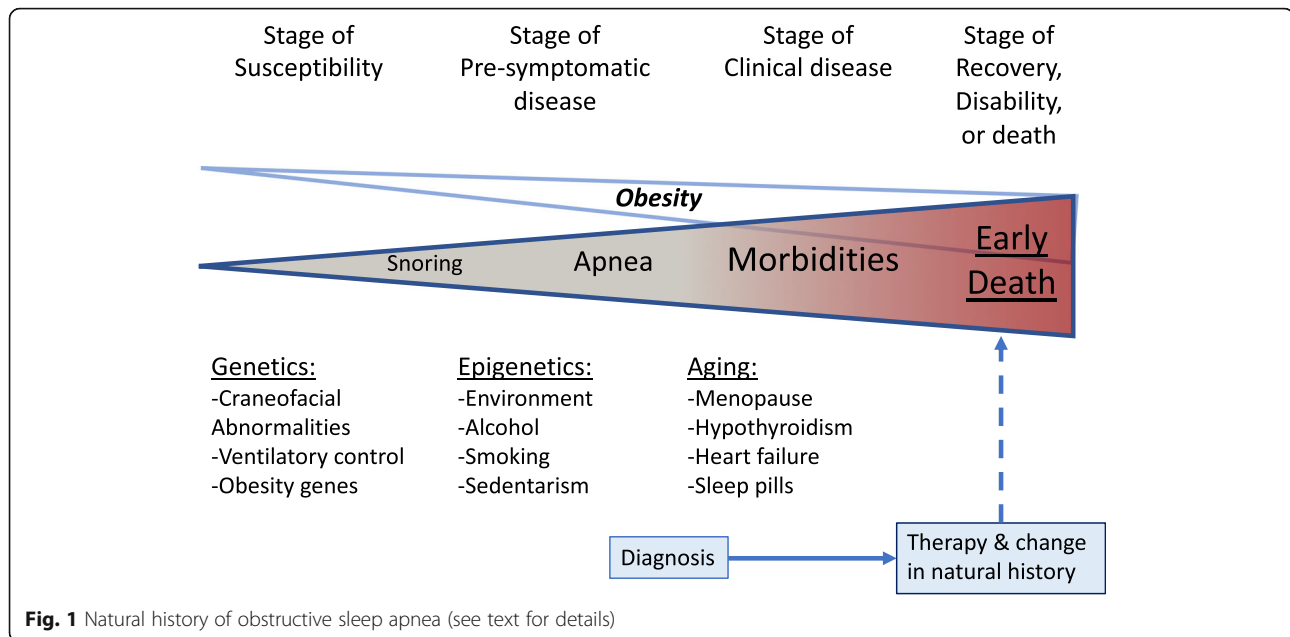 Stage of
Susceptibility
Stage of
Pre-symptomatic
disease
Stage of
Clinical disease
Stage of
Recovery,
Disability,
or death
Obesity
Snoring
Apnea
Morbidities
Early
Death
Genetics:
-Craneofacial
Abnormalities
-Ventilatory control
-Obesity genes
Epigenetics:
-Environment
-Alcohol
-Smoking
-Sedentarism
Aging:
-Menopause
-Hypothyroidism
-Heart failure
-Sleep pills
Diagnosis
Therapy & change
in natural history
Fig. 1 Natural history of obstructive sleep apnea (see text for details)